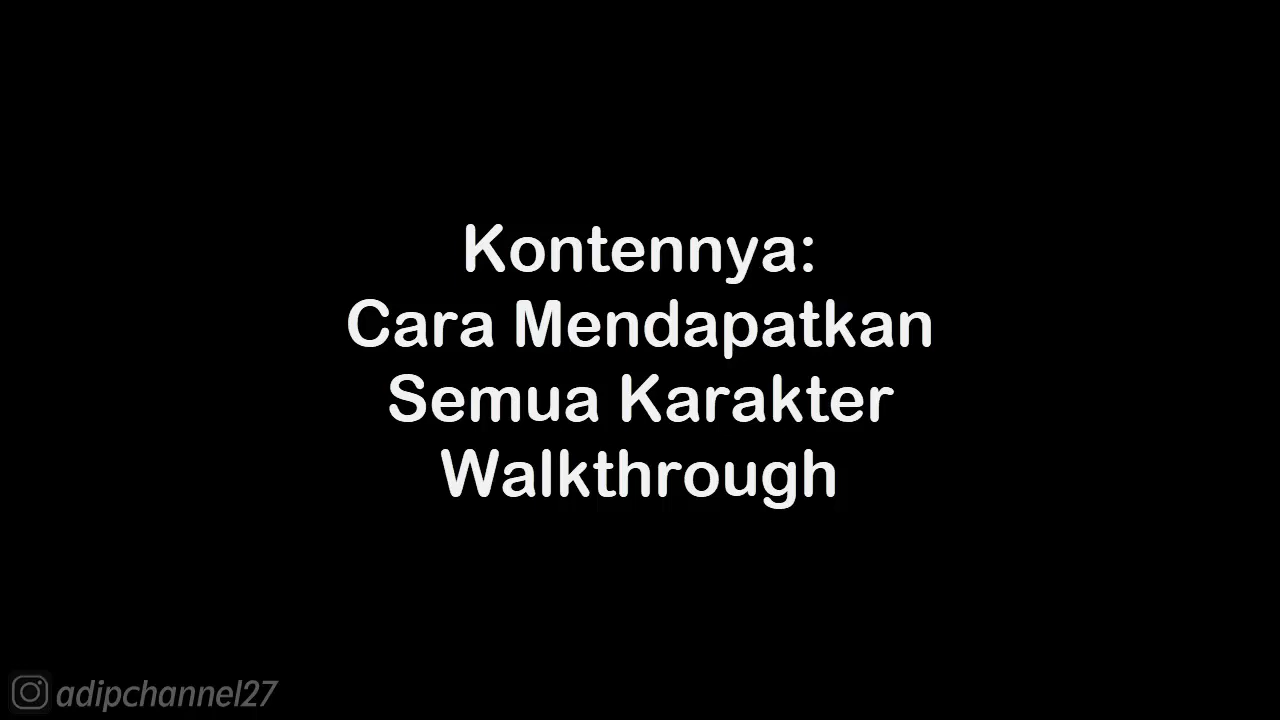 Kontennya:
Cara Mendapatkan
Semua Karakter
Walkthrough
adipchannel27